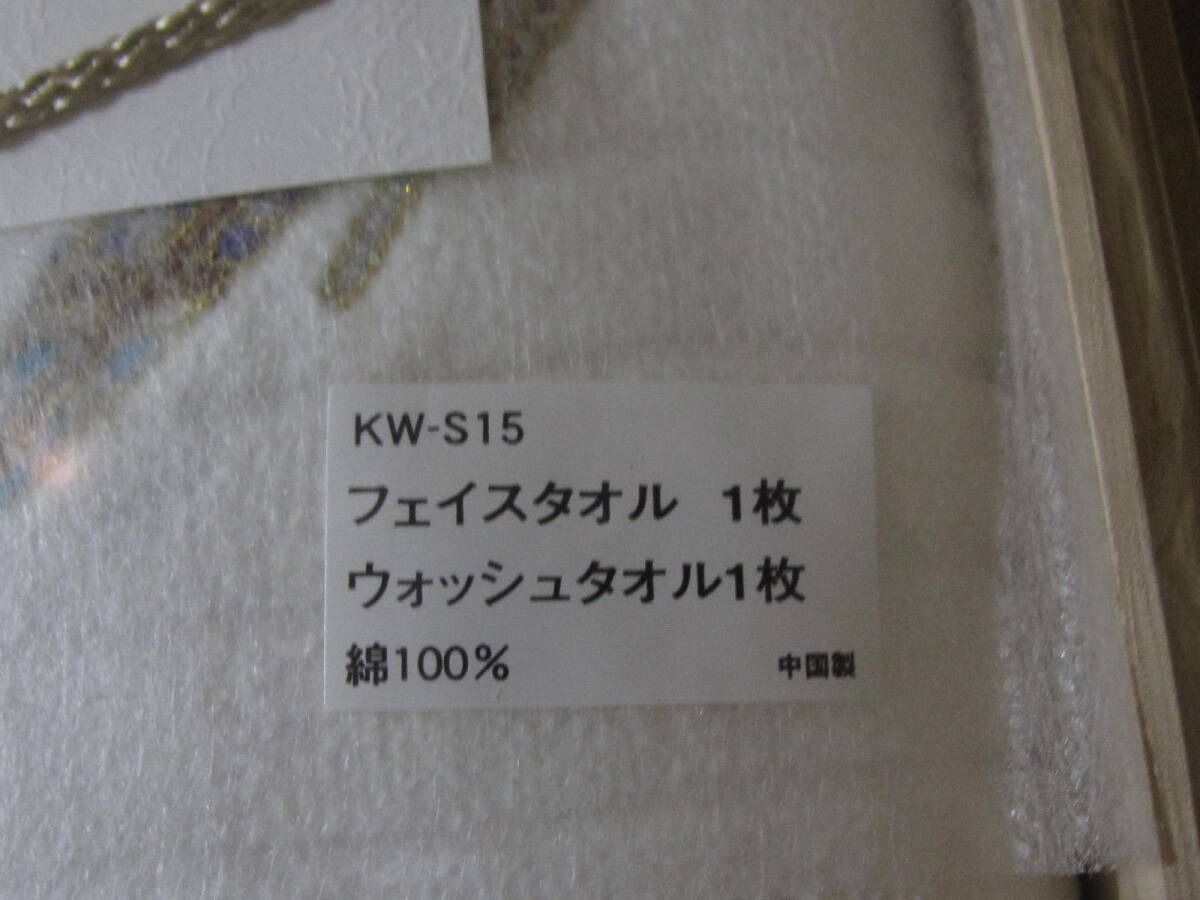 KW-S15
フェイスタオル 1枚
ウォッシュタオル1枚
綿100% 中国製